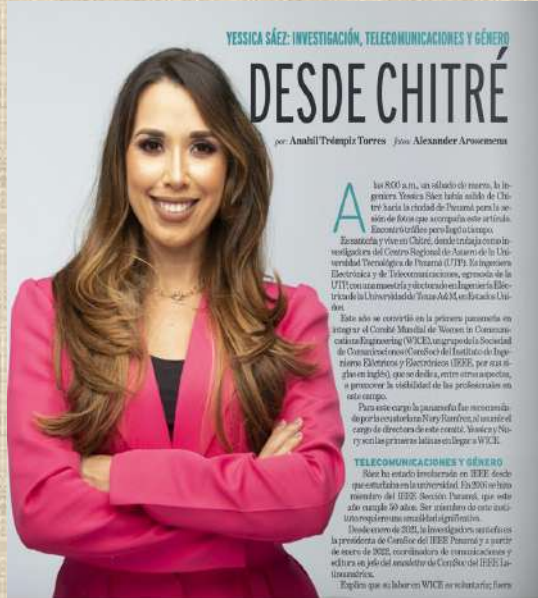 YESSICA SÁEZ: INVESTIGACIÓN, TELECOMUNICACIONES Y GÉNERO
DESDE CHITRÉ
por: Anahil Trómpiz Torres fotos: Alexander Arosemena
A las 8:00 a.m., un sábado de marzo, la in-
geniera Yessica Sáez había salido de Chi-
tré hacia la ciudad de Panamá para la se-
sión de fotos que acompaña este artículo.
Encontró tráfico pero llegó a tiempo.
Es santeña y vive en Chitré, donde trabaja como in-
vestigadora del Centro Regional de Azuero de la Uni-
versidad Tecnológica de Panamá (UTP). Es ingeniera
Electrónica y de Telecomunicaciones, egresada de la
UTP, con una maestría y doctorado en Ingeniería Eléc-
trica de la Universidad de Texas A&M, en Estados Uni-
dos.
Este año se convirtió en la primera panameña en
integrar el Comité Mundial de Women in Communi-
cations Engineering (WICE), un grupo de la Sociedad
de Comunicaciones (ComSoc) del Instituto de Inge-
nieros Eléctricos y Electrónicos (IEEE, por sus si-
glas en inglés), que se dedica, entre otros aspectos,
a promover la visibilidad de las profesionales en
este campo.
Para este cargo la panameña fue recomenda-
da por la ecuatoriana Nury Ramírez, al asumir el
cargo de directora de este comité. Yessica y Nu-
ry son las primeras latinas en llegar a WICE.
TELECOMUNICACIONES Y GÉNERO
Sáez ha estado involucrada en IEEE desde
que estudiaba en la universidad. En 2006 se hizo
miembro del IEEE Sección Panamá, que este
año cumple 50 años. Ser miembro de este insti-
tuto requiere una anualidad significativa.
Desde enero de 2021, la investigadora santeña es
la presidenta de ComSoc del IEEE Panamá y a partir
de enero de 2022, coordinadora de comunicaciones y
editora en jefe del newsletter de ComSoc del IEEE La-
tinoamérica.
Explica que su labor en WICE es voluntaria; fuera